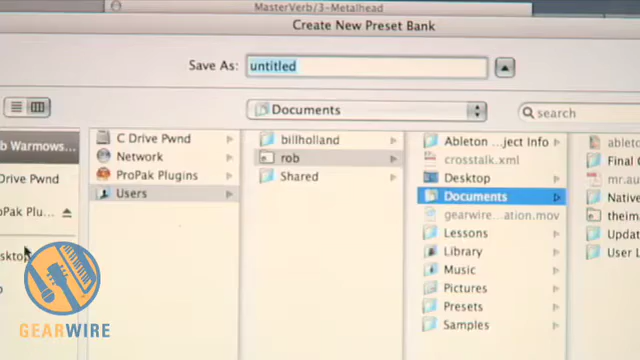 MasterVerb/3-Metalhead
Create New Preset Bank
Save As: untitled
Documents
search
b Warmows...
Drive Pwnd
Pak Plu...
C Drive Pwnd
Network
ProPak Plugins
Users
billholland
rob
Shared
Ableton ...ject Info
crosstalk.xml
Desktop
Documents
gearwire...ation.mov
Lessons
Library
Music
Pictures
Presets
Samples
ableto
Final
mr.au
Native
theim
Updat
User L
GEARWIRE